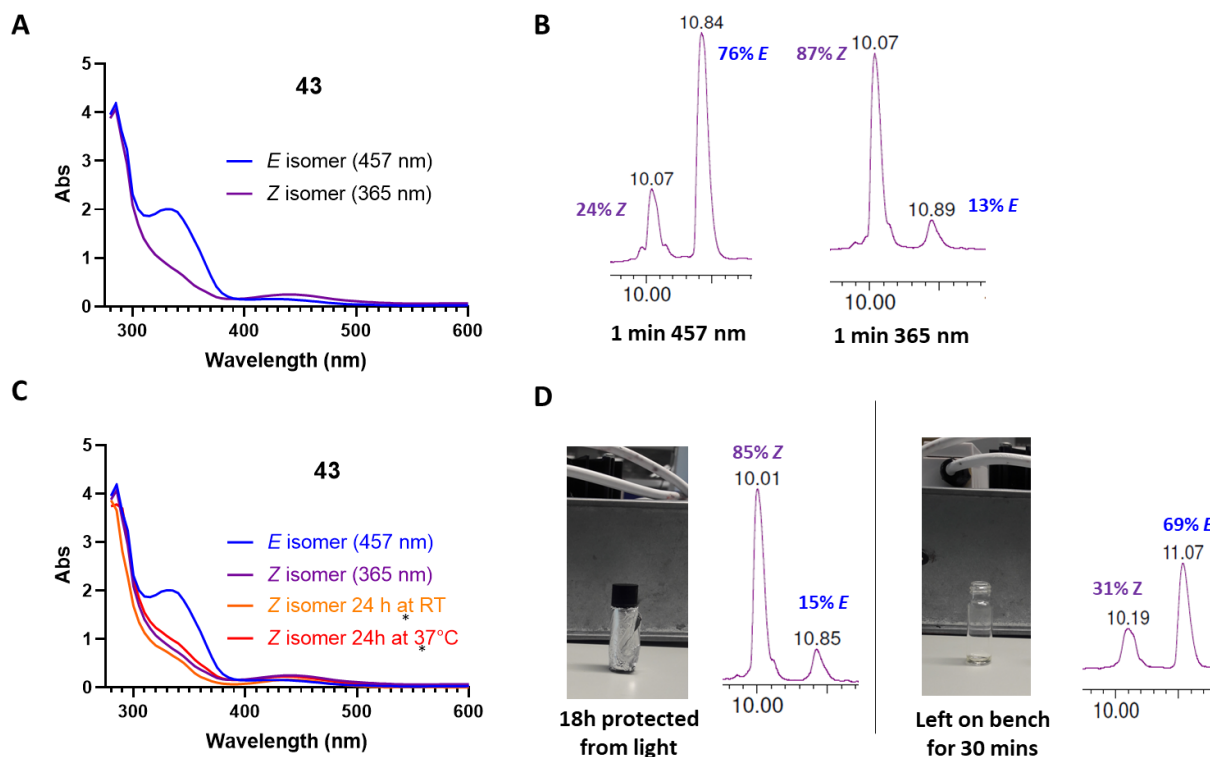 A
43
5
4
3
2
1
0
Abs
300
400
500
600
Wavelength (nm)
E isomer (457 nm)
Z isomer (365 nm)
B
10.84
76% E
10.07
24% Z
10.00
1 min 457 nm
87% Z
10.07
10.89
13% E
10.00
1 min 365 nm
C
43
5
4
3
2
1
0
Abs
300
400
500
600
Wavelength (nm)
E isomer (457 nm)
Z isomer (365 nm)
Z isomer 24 h at RT
*
Z isomer 24h at 37°C
*
D
18h protected
from light
85% Z
10.01
15% E
10.85
10.00
Left on bench
for 30 mins
69% E
11.07
31% Z
10.19
10.00